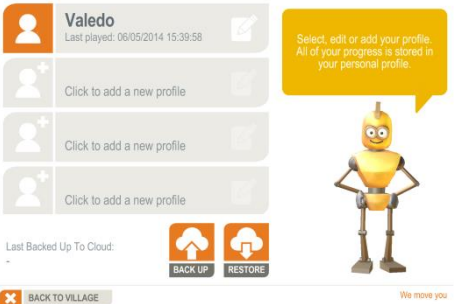 Valedo
Last played: 06/05/2014 15:39:58
Click to add a new profile
Click to add a new profile
Click to add a new profile
Select, edit or add your profile.
All of your progress is stored in
your personal profile.
Last Backed Up To Cloud:
-
BACK UP
RESTORE
BACK TO VILLAGE
We move you